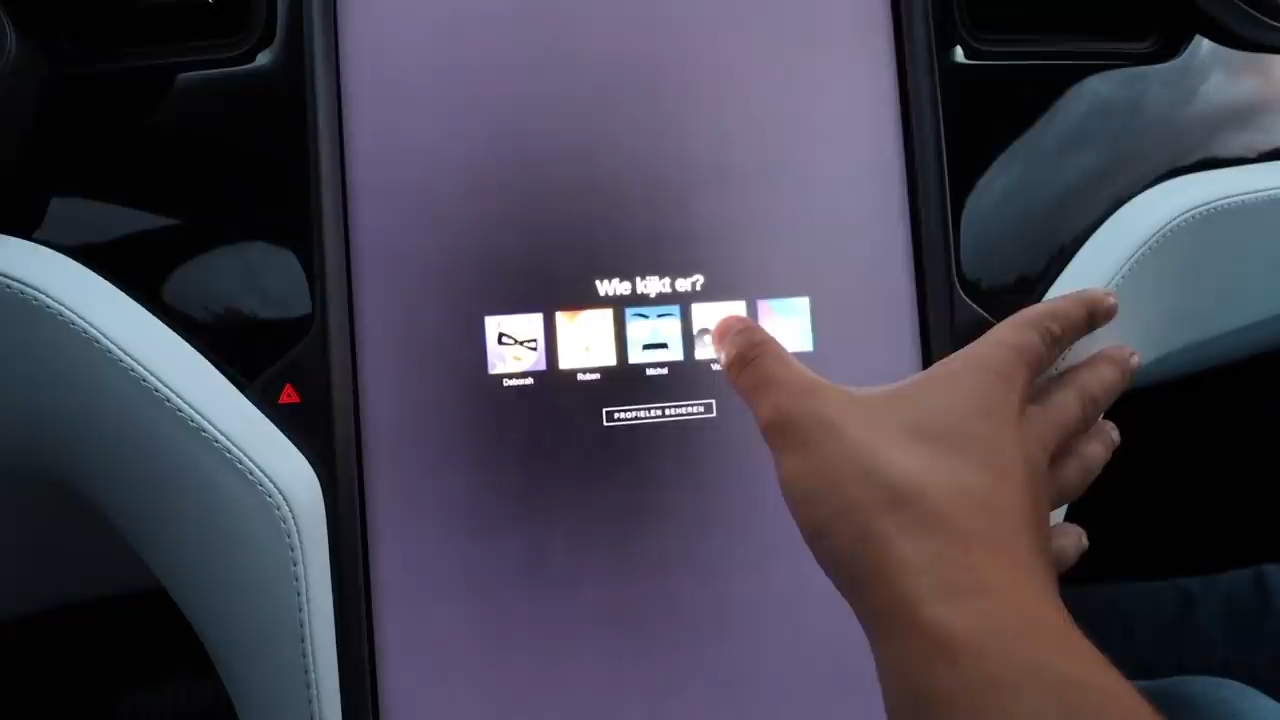 Wie kijkt er?
Deborah
Ruben
Michel
PROFIELEN BEHEREN